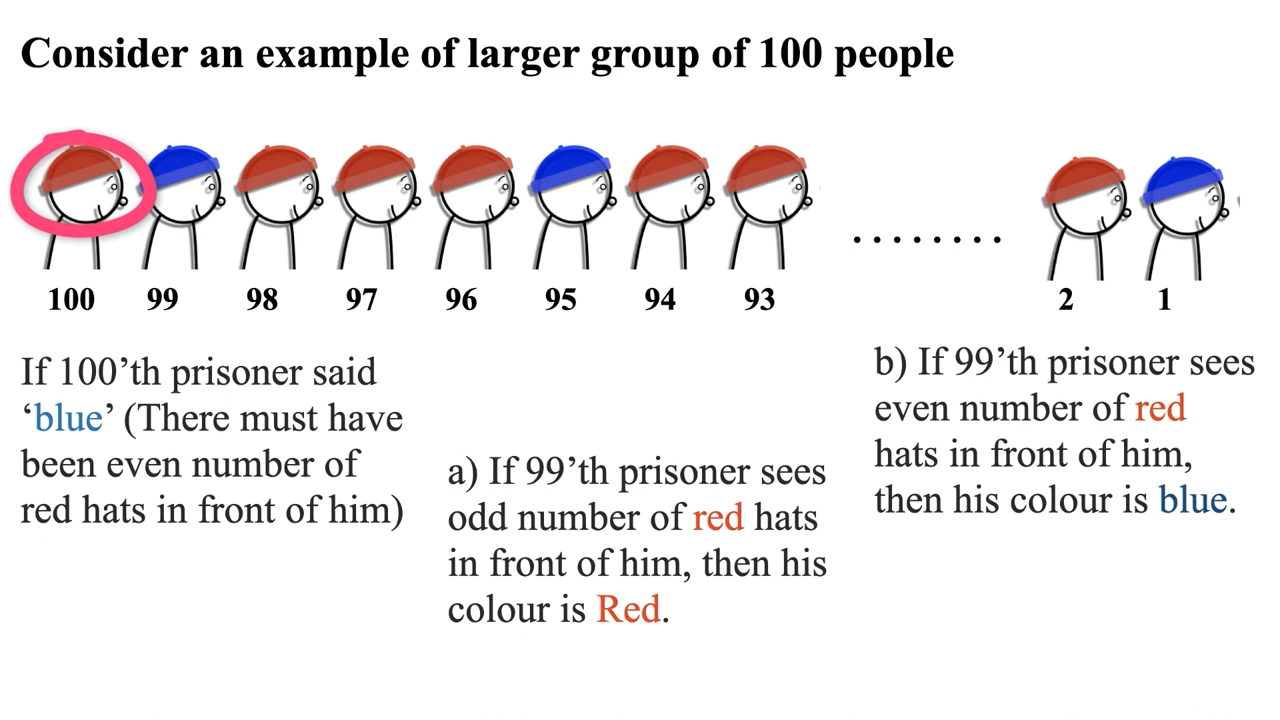 Consider an example of larger group of 100 people
100 99 98 97 96 95 94 93 ........ 2 1
If 100’th prisoner said
‘blue’ (There must have
been even number of
red hats in front of him)
a) If 99’th prisoner sees
odd number of red hats
in front of him, then his
colour is Red.
b) If 99’th prisoner sees
even number of red
hats in front of him,
then his colour is blue.